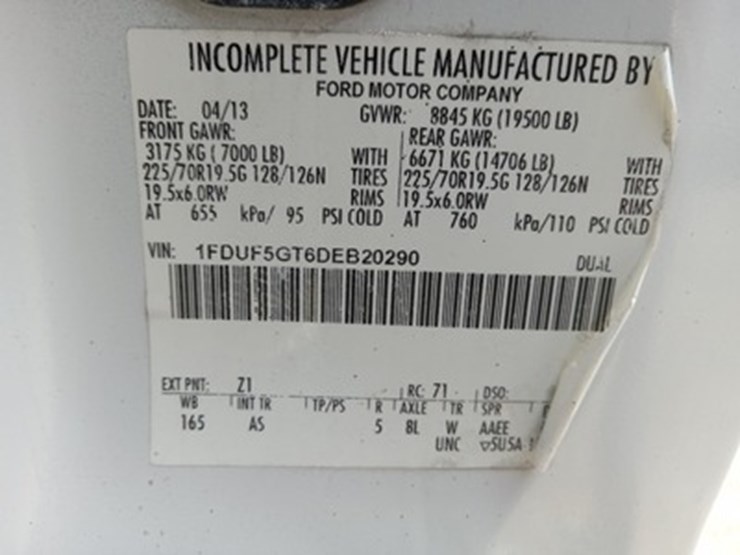 INCOMPLETE VEHICLE MANUFACTURED BY
FORD MOTOR COMPANY
DATE: 04/13 GVWR: 8845 KG (19500 LB)
FRONT GAWR: REAR GAWR:
3175 KG ( 7000 LB) WITH 6671 KG (14706 LB) WITH
225/70R19.5G 128/126N TIRES 225/70R19.5G 128/126N TIRES
19.5x6.0RW RIMS 19.5x6.0RW RIMS
AT 655 kPa/ 95 PSI COLD AT 760 kPa/110 PSI COLD
VIN: 1FDUF5GT6DEB20290 DUAL
EXT PNT: Z1 RC: 71 DSO:
WB INT TR TP/PS R AXLE TR SPR
165 AS 5 8L W AAEE
UNC ▽5U5A